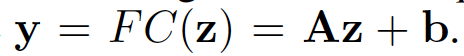 y = FC(z) = Az + b.